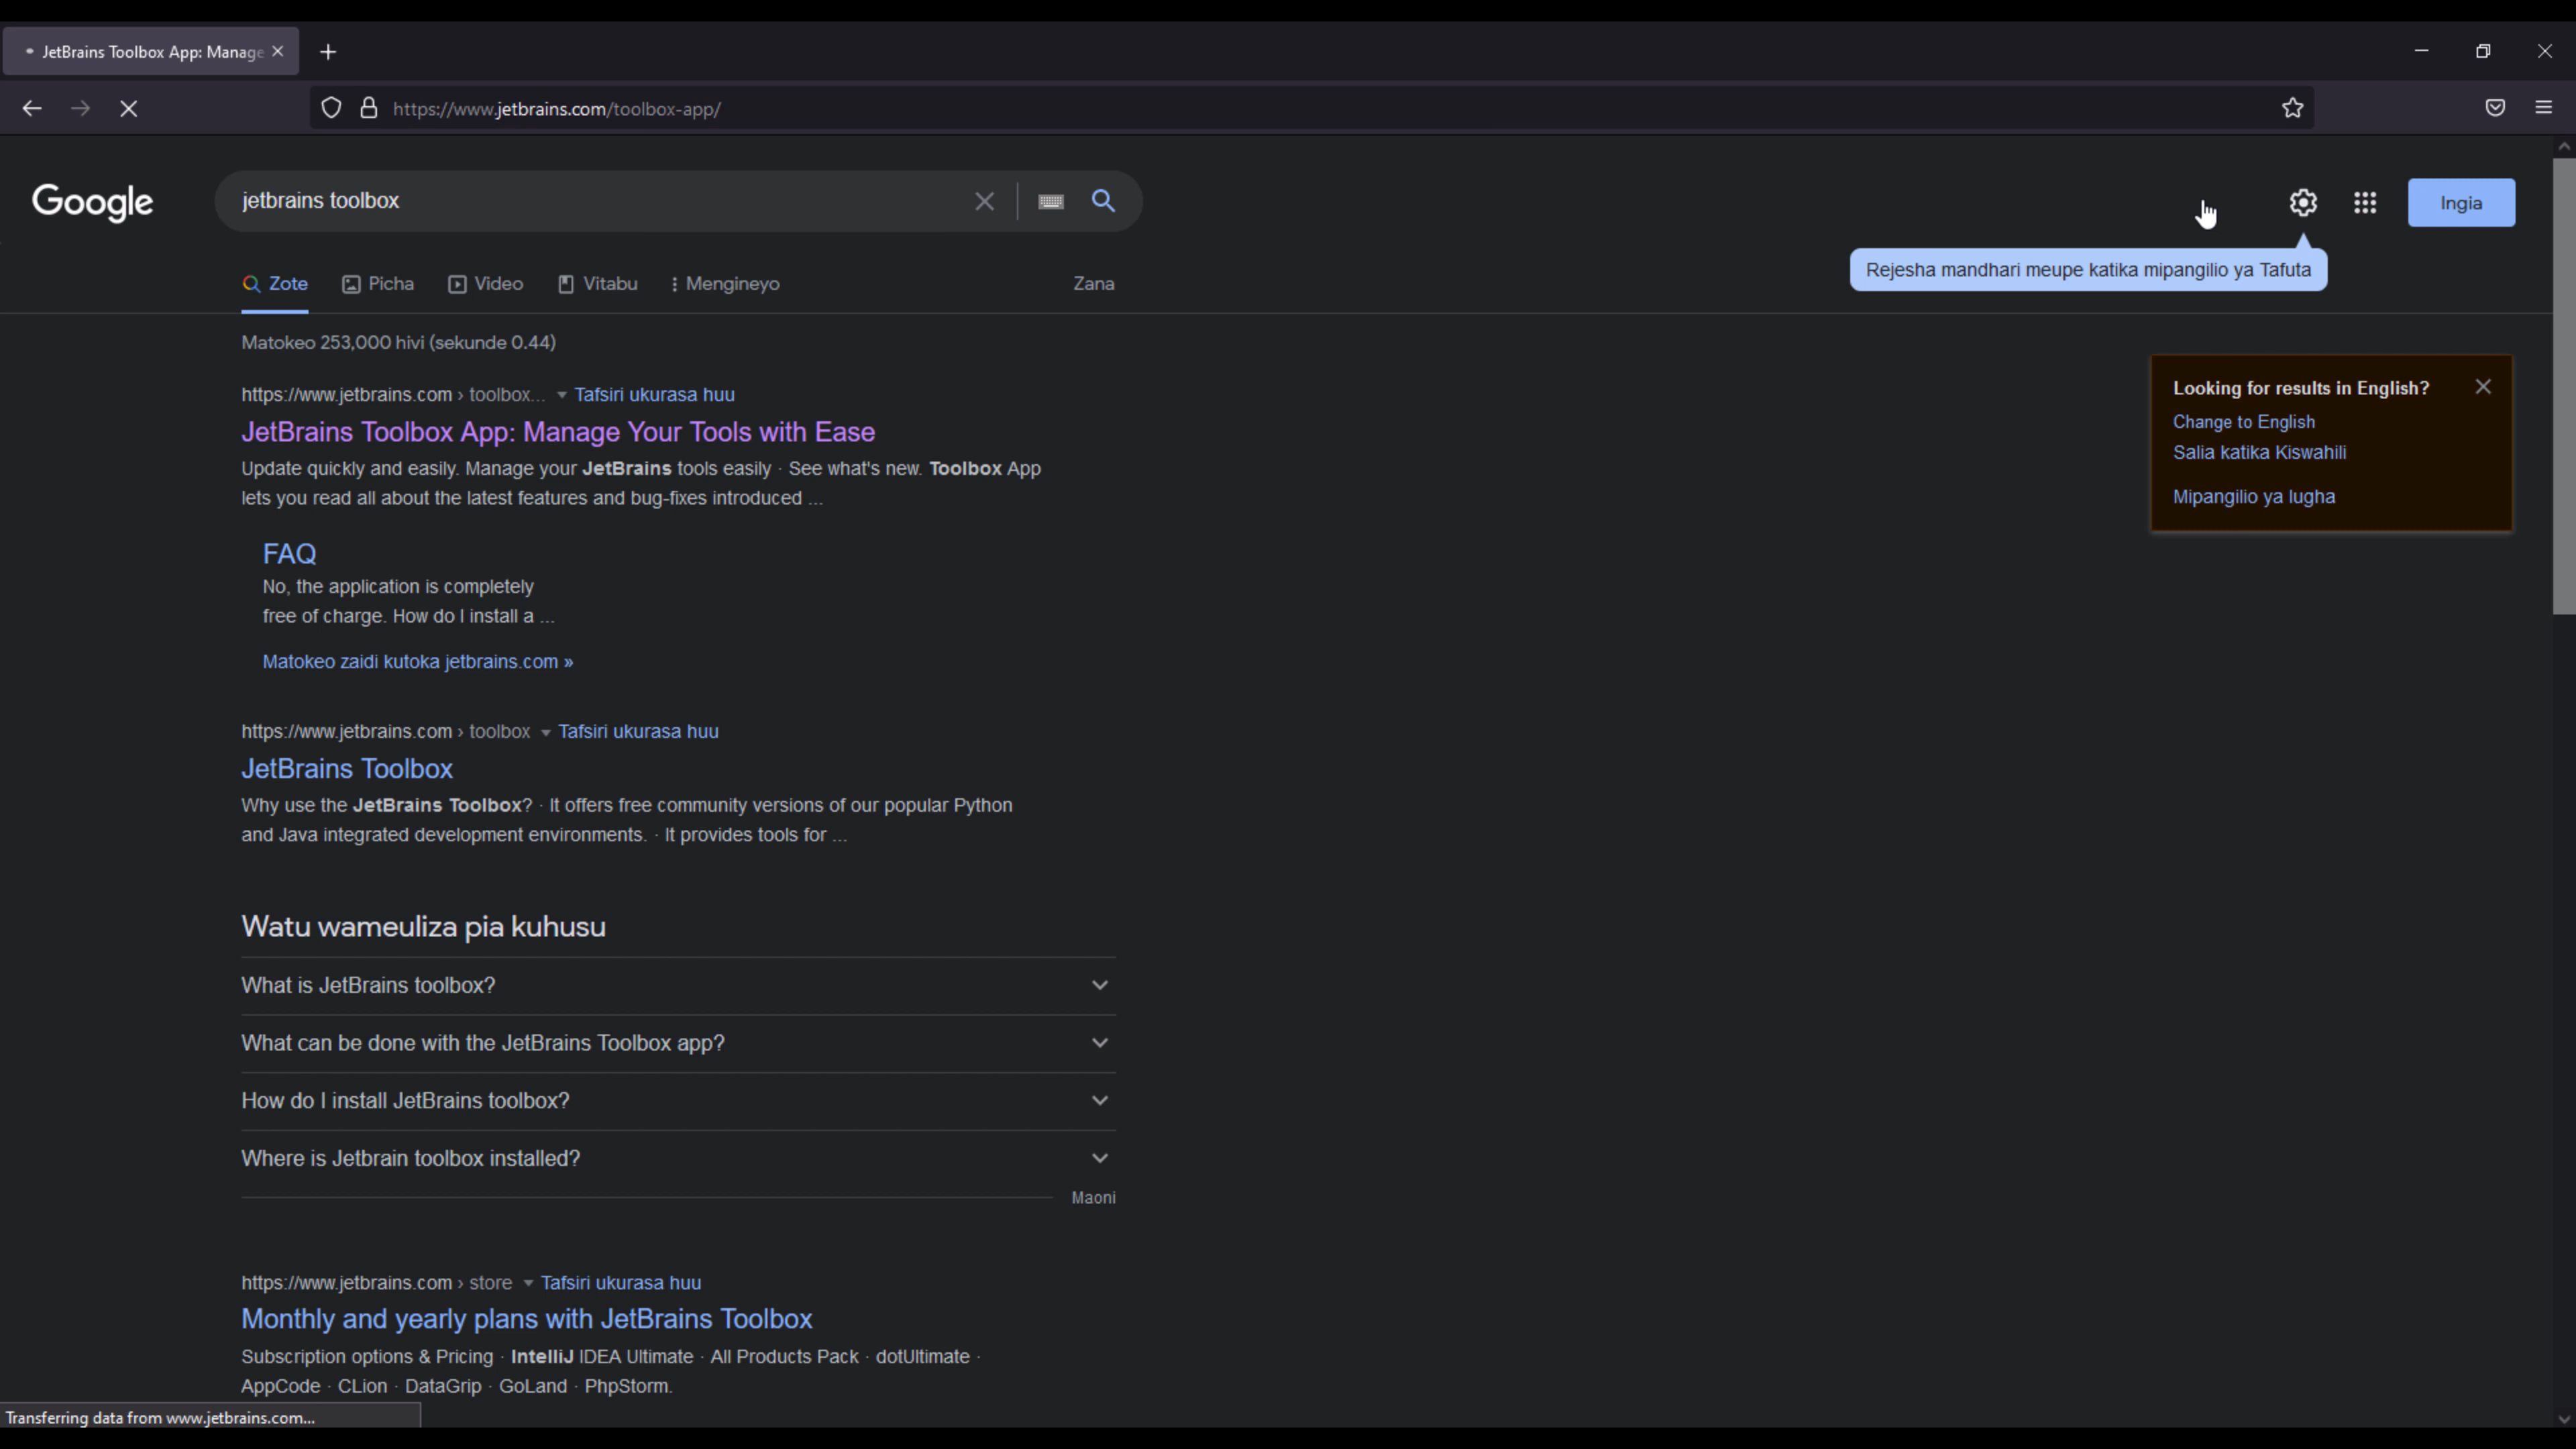 JetBrains Toolbox App: Manage
https://www.jetbrains.com/toolbox-app/
Google
jetbrains toolbox
Ingia
Rejesha mandhari meupe katika mipangilio ya Tafuta
Zote Picha Video Vitabu Mengineyo Zana
Matokeo 253,000 hivi (sekunde 0.44)
Looking for results in English?
Change to English
Salia katika Kiswahili
Mipangilio ya lugha
https://www.jetbrains.com › toolbox... Tafsiri ukurasa huu
JetBrains Toolbox App: Manage Your Tools with Ease
Update quickly and easily. Manage your JetBrains tools easily · See what's new. Toolbox App
lets you read all about the latest features and bug-fixes introduced ...
FAQ
No, the application is completely
free of charge. How do I install a ...
Matokeo zaidi kutoka jetbrains.com »
https://www.jetbrains.com › toolbox Tafsiri ukurasa huu
JetBrains Toolbox
Why use the JetBrains Toolbox? · It offers free community versions of our popular Python
and Java integrated development environments. · It provides tools for ...
Watu wameuliza pia kuhusu
What is JetBrains toolbox?
What can be done with the JetBrains Toolbox app?
How do I install JetBrains toolbox?
Where is Jetbrain toolbox installed?
Maoni
https://www.jetbrains.com › store Tafsiri ukurasa huu
Monthly and yearly plans with JetBrains Toolbox
Subscription options & Pricing · IntelliJ IDEA Ultimate · All Products Pack · dotUltimate ·
AppCode · CLion · DataGrip · GoLand · PhpStorm.
Transferring data from www.jetbrains.com...